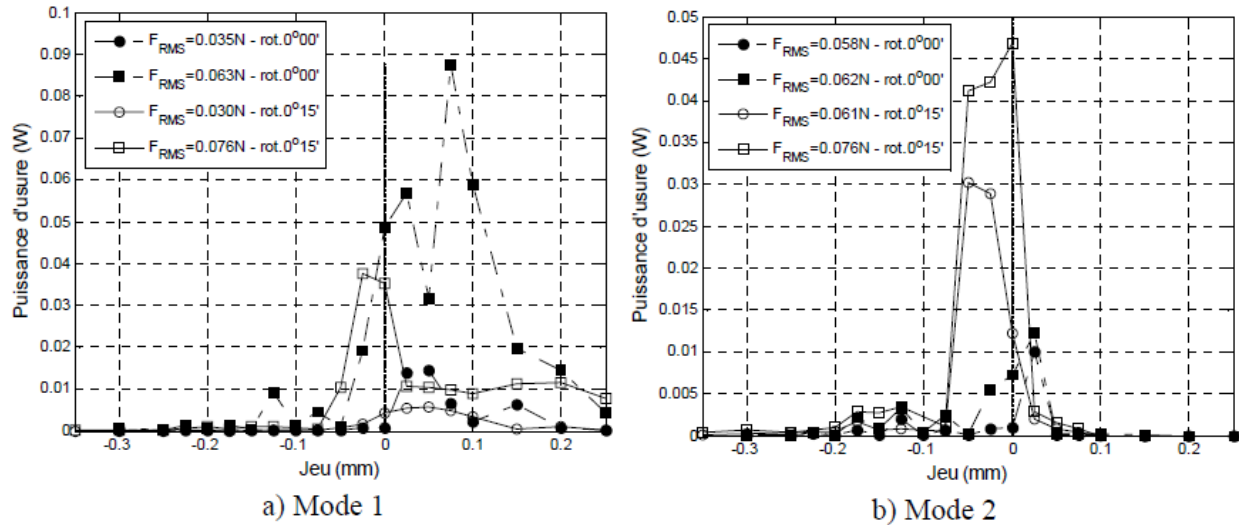 0.1
0.09
0.08
0.07
0.06
0.05
0.04
0.03
0.02
0.01
0
Puissance d'usure (W)
F_RMS=0.035N - rot.0°00'
F_RMS=0.063N - rot.0°00'
F_RMS=0.030N - rot.0°15'
F_RMS=0.076N - rot.0°15'
-0.3 -0.2 -0.1 0 0.1 0.2
Jeu (mm)
a) Mode 1
0.05
0.045
0.04
0.035
0.03
0.025
0.02
0.015
0.01
0.005
0
Puissance d'usure (W)
F_RMS=0.058N - rot.0°00'
F_RMS=0.062N - rot.0°00'
F_RMS=0.061N - rot.0°15'
F_RMS=0.076N - rot.0°15'
-0.3 -0.2 -0.1 0 0.1 0.2
Jeu (mm)
b) Mode 2